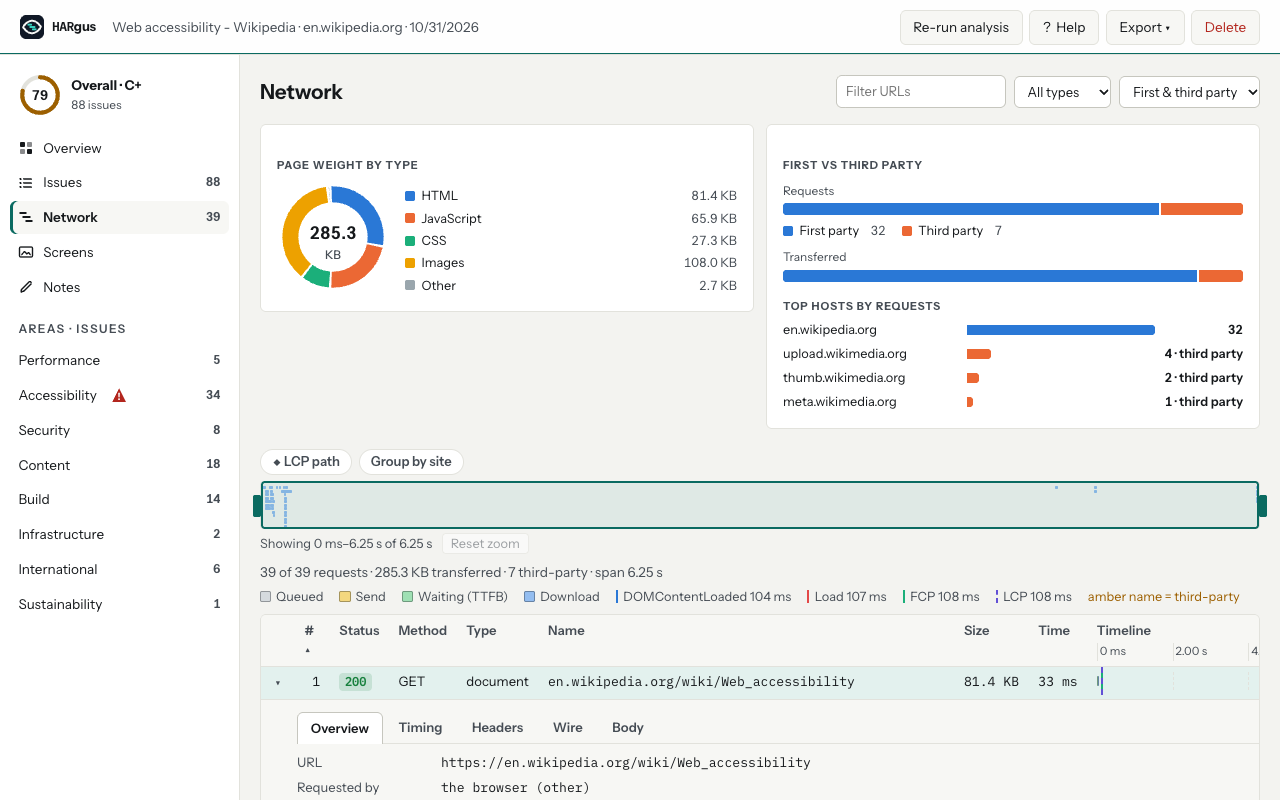 HARgus Web accessibility - Wikipedia · en.wikipedia.org · 10/31/2026 Re-run analysis ? Help Export ▾ Delete
79 Overall · C+
88 issues
Overview
Issues 88
Network 39
Screens
Notes
AREAS · ISSUES
Performance 5
Accessibility 34
Security 8
Content 18
Build 14
Infrastructure 2
International 6
Sustainability 1
Network Filter URLs All types First & third party
PAGE WEIGHT BY TYPE
285.3
KB
HTML 81.4 KB
JavaScript 65.9 KB
CSS 27.3 KB
Images 108.0 KB
Other 2.7 KB
FIRST VS THIRD PARTY
Requests
First party 32 Third party 7
Transferred
TOP HOSTS BY REQUESTS
en.wikipedia.org 32
upload.wikimedia.org 4 · third party
thumb.wikimedia.org 2 · third party
meta.wikimedia.org 1 · third party
◆ LCP path Group by site
Showing 0 ms–6.25 s of 6.25 s Reset zoom
39 of 39 requests · 285.3 KB transferred · 7 third-party · span 6.25 s
Queued Send Waiting (TTFB) Download DOMContentLoaded 104 ms Load 107 ms FCP 108 ms LCP 108 ms amber name = third-party
# ▴ Status Method Type Name Size Time Timeline
0 ms 2.00 s 4.
▾ 1 200 GET document en.wikipedia.org/wiki/Web_accessibility 81.4 KB 33 ms
Overview Timing Headers Wire Body
URL https://en.wikipedia.org/wiki/Web_accessibility
Requested by the browser (other)